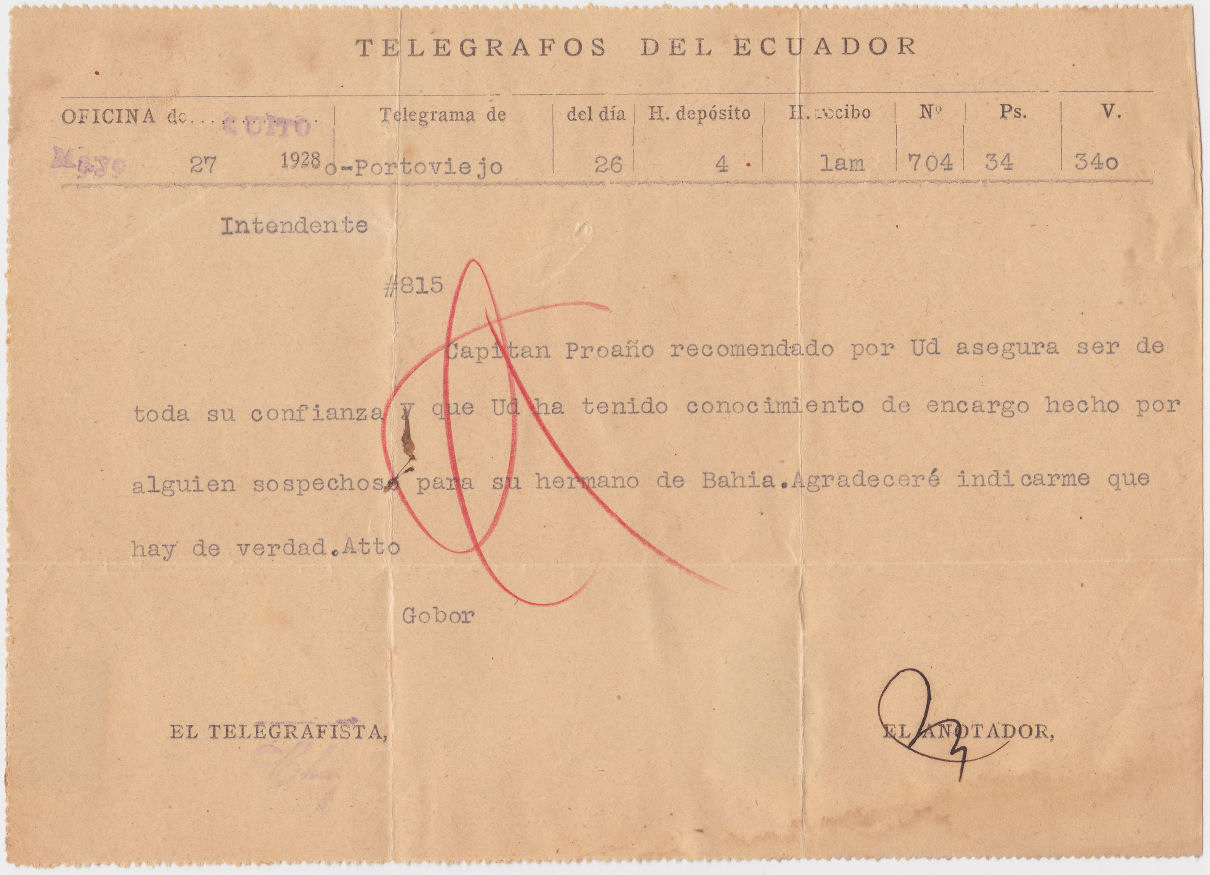 TELEGRAFOS DEL ECUADOR
OFICINA de.... QUITO Telegrama de del día H. depósito H. recibo Nº Ps. V.
Mayo 27 1928 o-Portoviejo 26 4 . 1am 704 34 34o
Intendente
#815
Capitan Proaño recomendado por Ud asegura ser de
toda su confianza y que Ud ha tenido conocimiento de encargo hecho por
alguien sospechoso para su hermano de Bahia.Agradeceré indicarme que
hay de verdad.Atto
Gobor
EL TELEGRAFISTA, EL ANOTADOR,